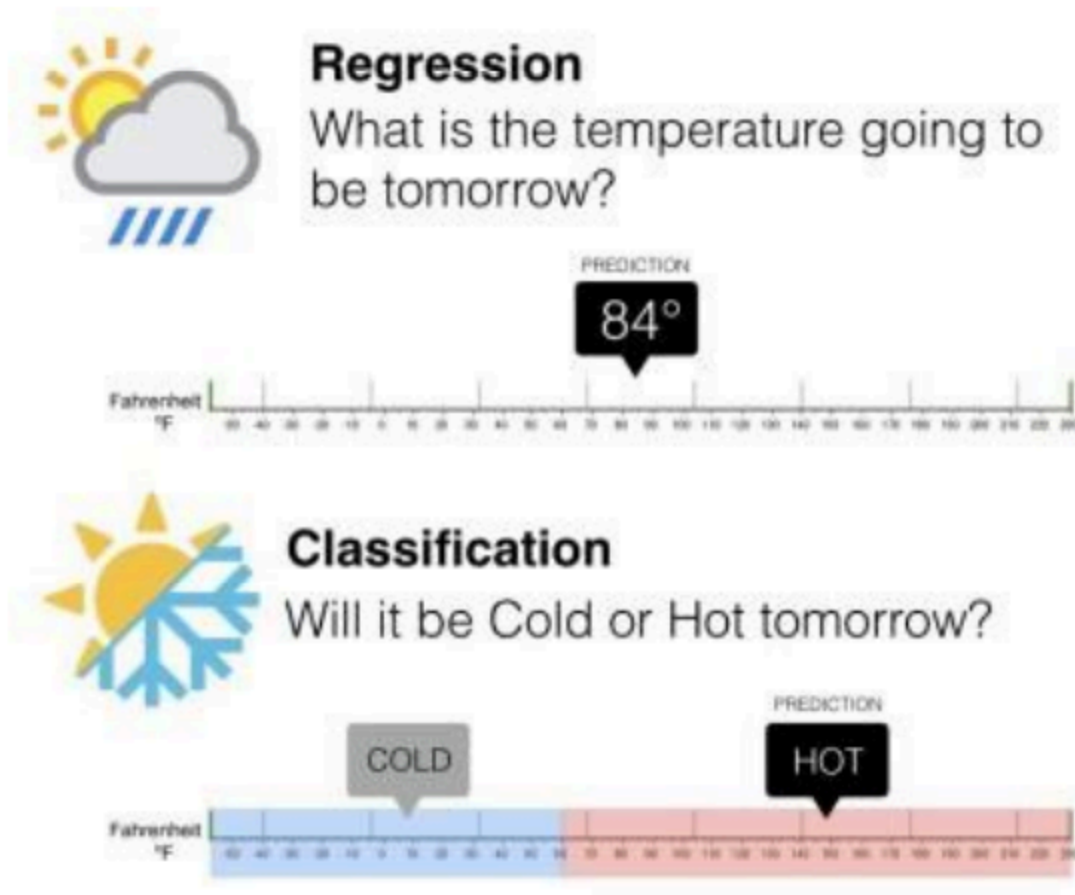 Regression
What is the temperature going to
be tomorrow?
PREDICTION
84°
Fahrenheit
°F
Classification
Will it be Cold or Hot tomorrow?
PREDICTION
COLD
HOT
Fahrenheit
°F